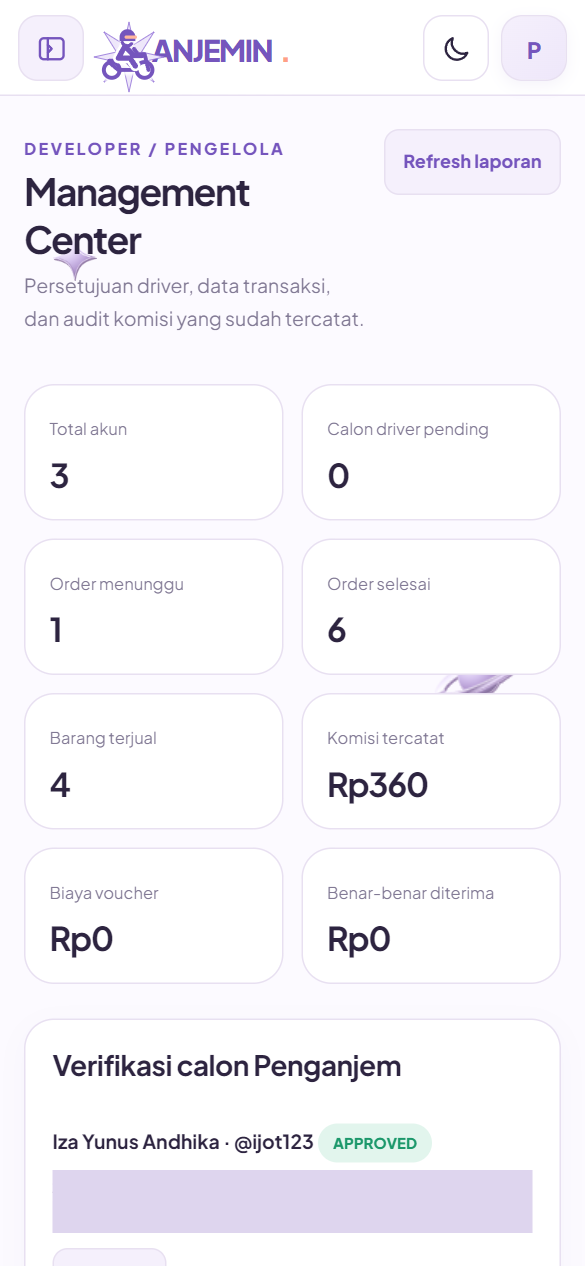 ANJEMIN .
P
DEVELOPER / PENGELOLA
Refresh laporan
Management
Center
Persetujuan driver, data transaksi,
dan audit komisi yang sudah tercatat.
Total akun
3
Calon driver pending
0
Order menunggu
1
Order selesai
6
Barang terjual
4
Komisi tercatat
Rp360
Biaya voucher
Rp0
Benar-benar diterima
Rp0
Verifikasi calon Penganjem
Iza Yunus Andhika · @ijot123 APPROVED